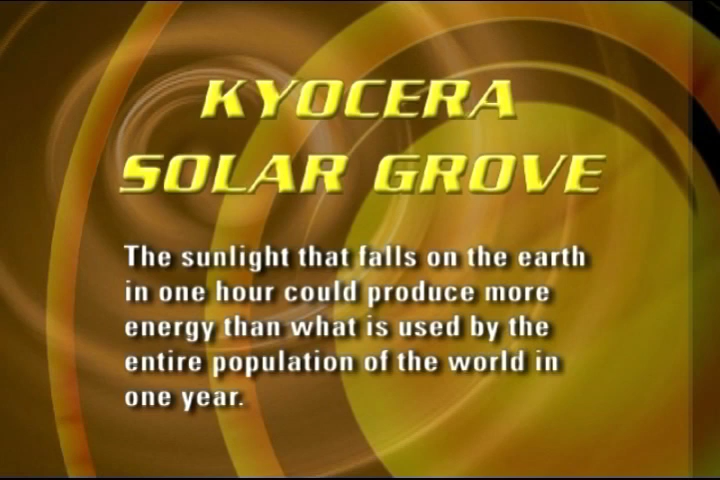 KYOCERA
SOLAR GROVE
The sunlight that falls on the earth
in one hour could produce more
energy than what is used by the
entire population of the world in
one year.